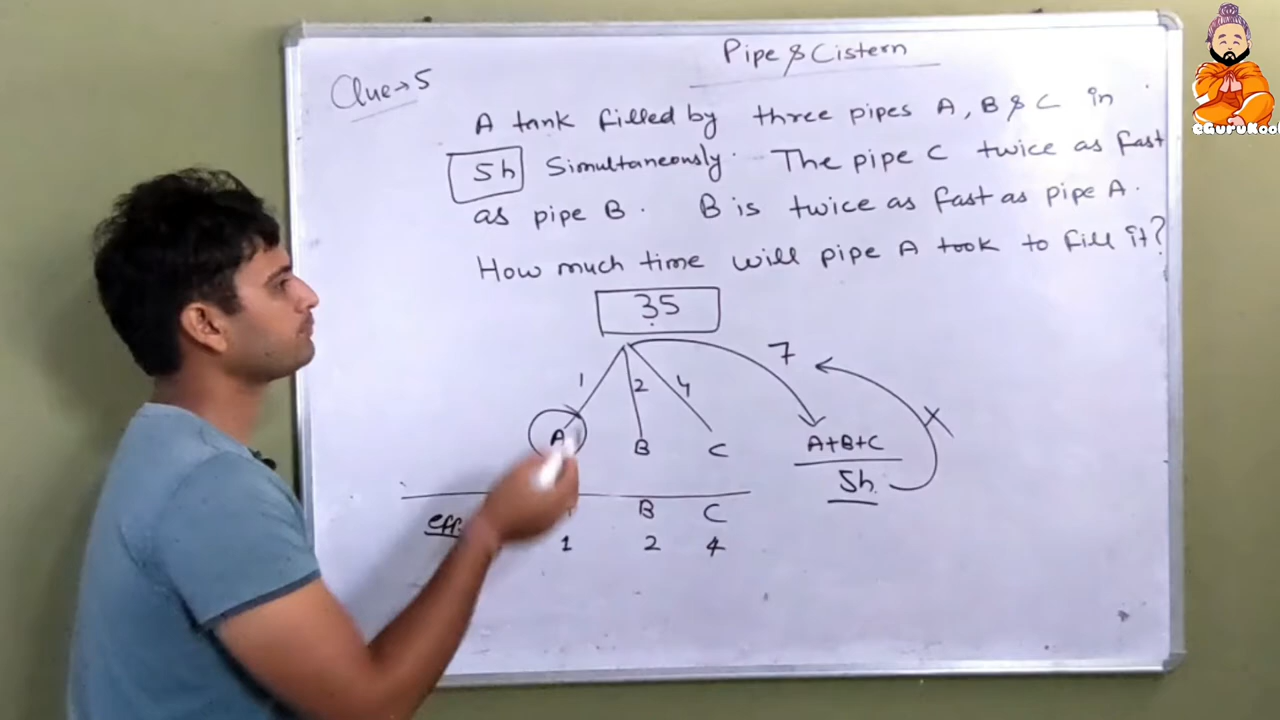 Pipe & Cistern
Clue→5
A tank filled by three pipes A, B & C in
5h Simultaneously. The pipe C twice as fast
as pipe B. B is twice as fast as pipe A.
How much time will pipe A took to fill it?
35
7
1 2 4
A B C
A+B+C
5h.
B C
eff
1 2 4